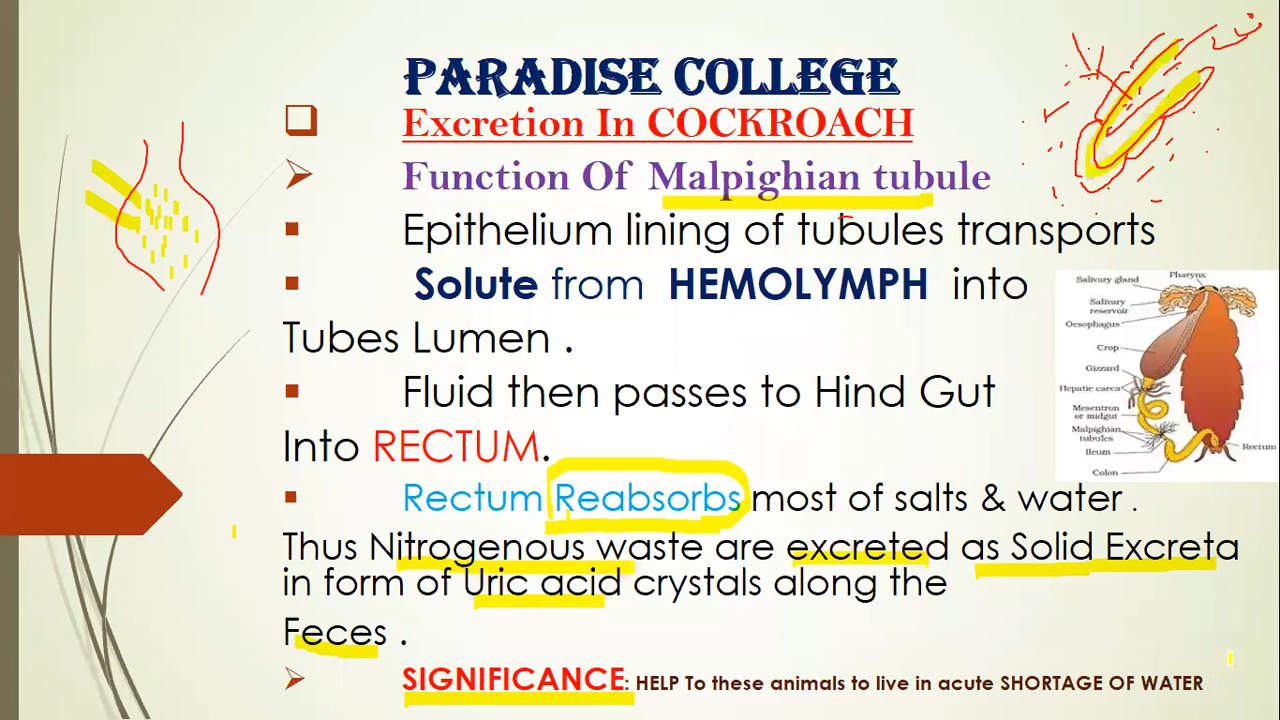 PARADISE COLLEGE
Excretion In COCKROACH
Function Of Malpighian tubule
Epithelium lining of tubules transports
Solute from HEMOLYMPH into
Tubes Lumen .
Fluid then passes to Hind Gut
Into RECTUM.
Rectum Reabsorbs most of salts & water .
Thus Nitrogenous waste are excreted as Solid Excreta
in form of Uric acid crystals along the
Feces .
SIGNIFICANCE: HELP To these animals to live in acute SHORTAGE OF WATER
Pharynx
Salivary gland
Salivary
reservoir
Oesophagus
Crop
Gizzard
Hepatic caeca
Mesentron
or midgut
Malpighian
tubules
Ileum
Colon
Rectum